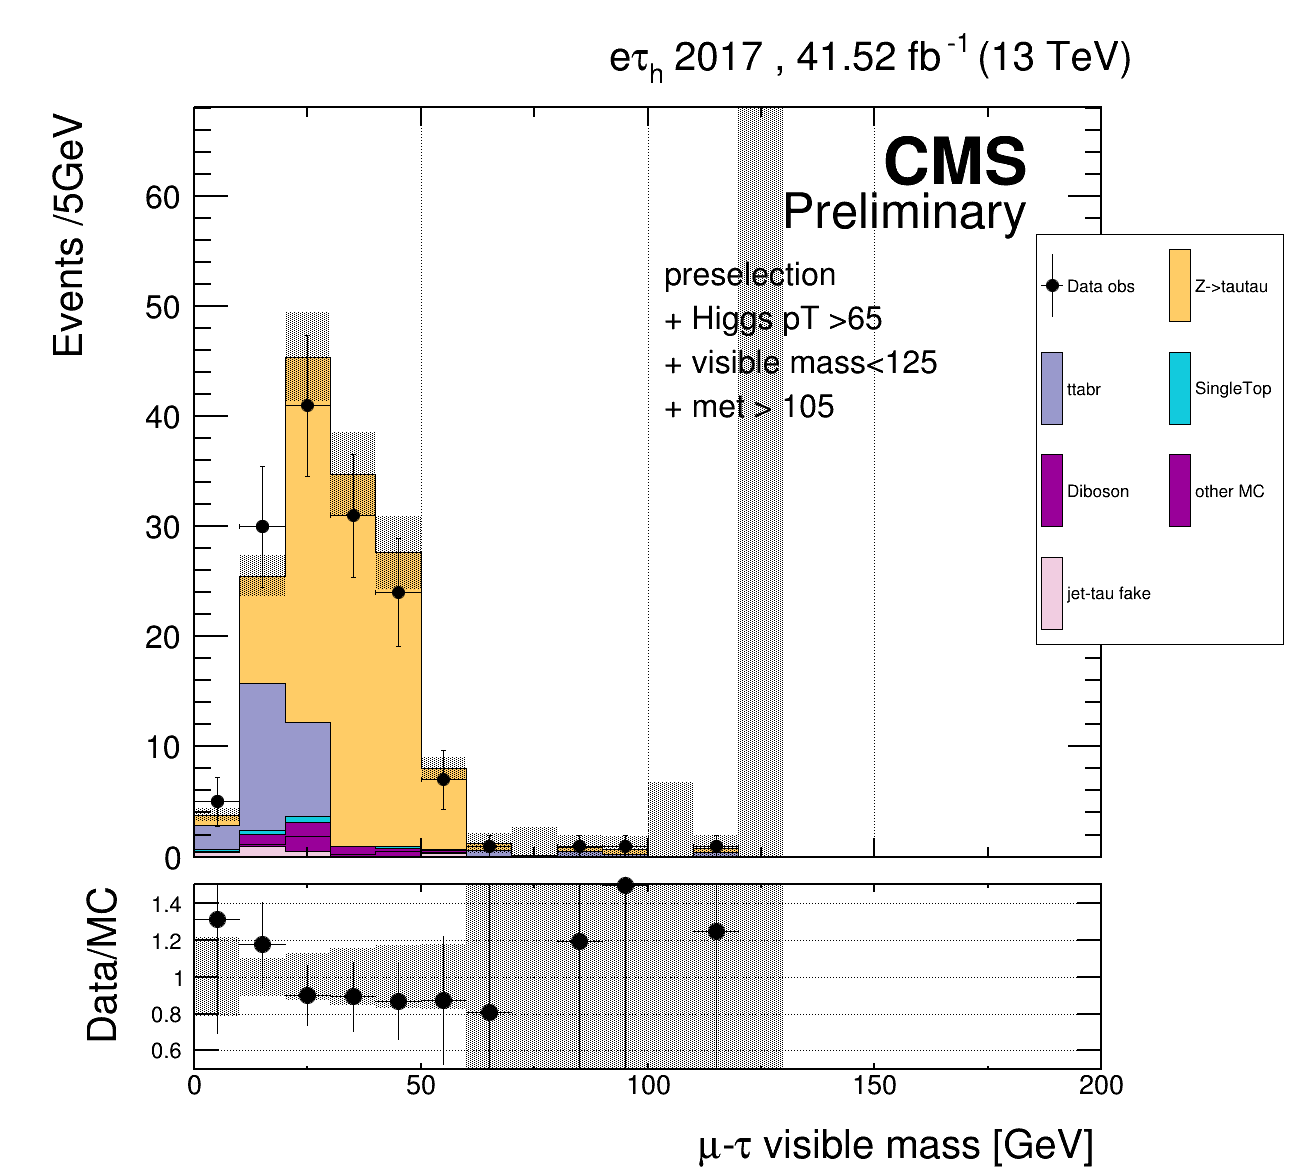 eτh 2017 , 41.52 fb-1 (13 TeV)
Events /5GeV
CMS
Preliminary
preselection
+ Higgs pT >65
+ visible mass<125
+ met > 105
Data obs
Z->tautau
ttabr
SingleTop
Diboson
other MC
jet-tau fake
60
50
40
30
20
10
0
Data/MC
1.4
1.2
1
0.8
0.6
0 50 100 150 200
μ-τ visible mass [GeV]